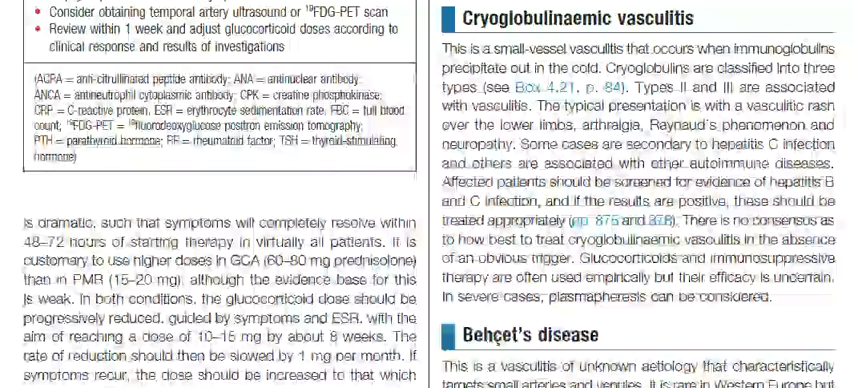 • Consider obtaining temporal artery ultrasound or ¹⁹FDG-PET scan
• Review within 1 week and adjust glucocorticoid doses according to
clinical response and results of investigations
(ACPA = anti-citrullinated peptide antibody; ANA = antinuclear antibody;
ANCA = antineutrophil cytoplasmic antibody; CPK = creatine phosphokinase;
CRP = C-reactive protein; ESR = erythrocyte sedimentation rate; FBC = full blood
count; ¹⁹FDG-PET = ¹⁸fluorodeoxyglucose positron emission tomography;
PTH = parathyroid hormone; RF = rheumatoid factor; TSH = thyroid-stimulating
hormone)
is dramatic, such that symptoms will completely resolve within
48–72 hours of starting therapy in virtually all patients. It is
customary to use higher doses in GCA (60–80 mg prednisolone)
than in PMR (15–20 mg), although the evidence base for this
is weak. In both conditions, the glucocorticoid dose should be
progressively reduced, guided by symptoms and ESR, with the
aim of reaching a dose of 10–15 mg by about 8 weeks. The
rate of reduction should then be slowed by 1 mg per month. If
symptoms recur, the dose should be increased to that which
Cryoglobulinaemic vasculitis
This is a small-vessel vasculitis that occurs when immunoglobulins
precipitate out in the cold. Cryoglobulins are classified into three
types (see Box 4.21, p. 84). Types II and III are associated
with vasculitis. The typical presentation is with a vasculitic rash
over the lower limbs, arthralgia, Raynaud's phenomenon and
neuropathy. Some cases are secondary to hepatitis C infection
and others are associated with other autoimmune diseases.
Affected patients should be screened for evidence of hepatitis B
and C infection, and if the results are positive, these should be
treated appropriately (pp. 875 and 878). There is no consensus as
to how best to treat cryoglobulinaemic vasculitis in the absence
of an obvious trigger. Glucocorticoids and immunosuppressive
therapy are often used empirically but their efficacy is uncertain.
In severe cases, plasmapheresis can be considered.
Behçet's disease
This is a vasculitis of unknown aetiology that characteristically
targets small arteries and venules. It is rare in Western Europe but